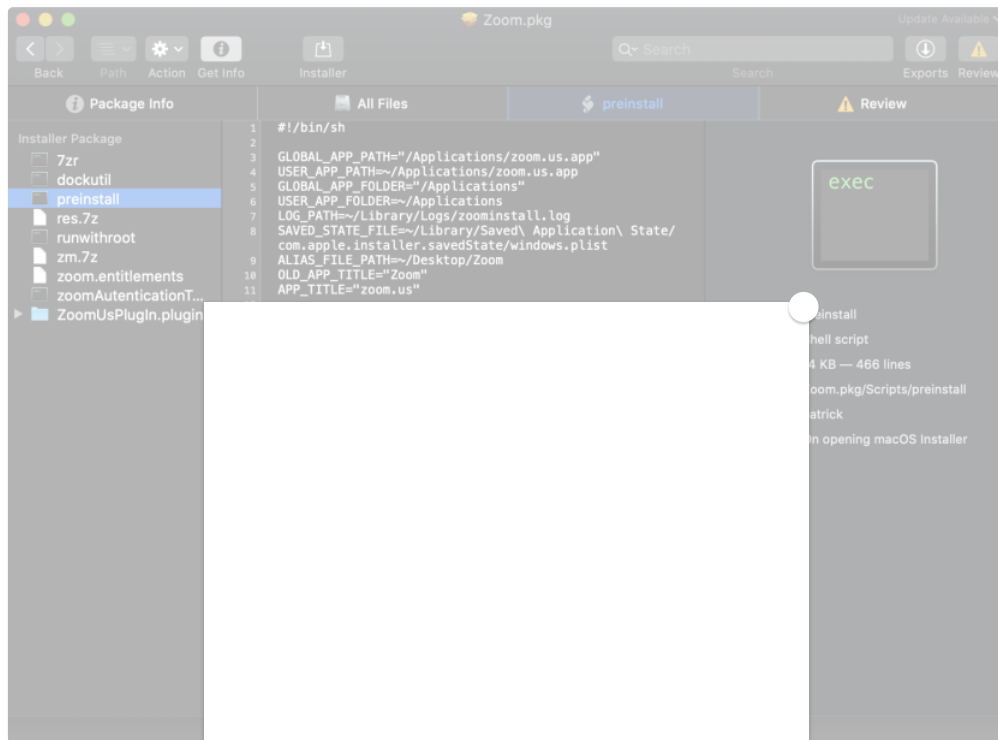 Zoom.pkg
Update Available
Search
Back Path Action Get Info Installer Search Exports Review
Package Info All Files preinstall Review
Installer Package
7zr
dockutil
preinstall
res.7z
runwithroot
zm.7z
zoom.entitlements
zoomAutenticationT...
ZoomUsPlugIn.plugin
1 #!/bin/sh
2
3 GLOBAL_APP_PATH="/Applications/zoom.us.app"
4 USER_APP_PATH=~/Applications/zoom.us.app
5 GLOBAL_APP_FOLDER="/Applications"
6 USER_APP_FOLDER=~/Applications
7 LOG_PATH=~/Library/Logs/zoominstall.log
8 SAVED_STATE_FILE=~/Library/Saved\ Application\ State/
com.apple.installer.savedState/windows.plist
9 ALIAS_FILE_PATH=~/Desktop/Zoom
10 OLD_APP_TITLE="Zoom"
11 APP_TITLE="zoom.us"
exec
einstall
hell script
4 KB — 466 lines
oom.pkg/Scripts/preinstall
atrick
n opening macOS Installer